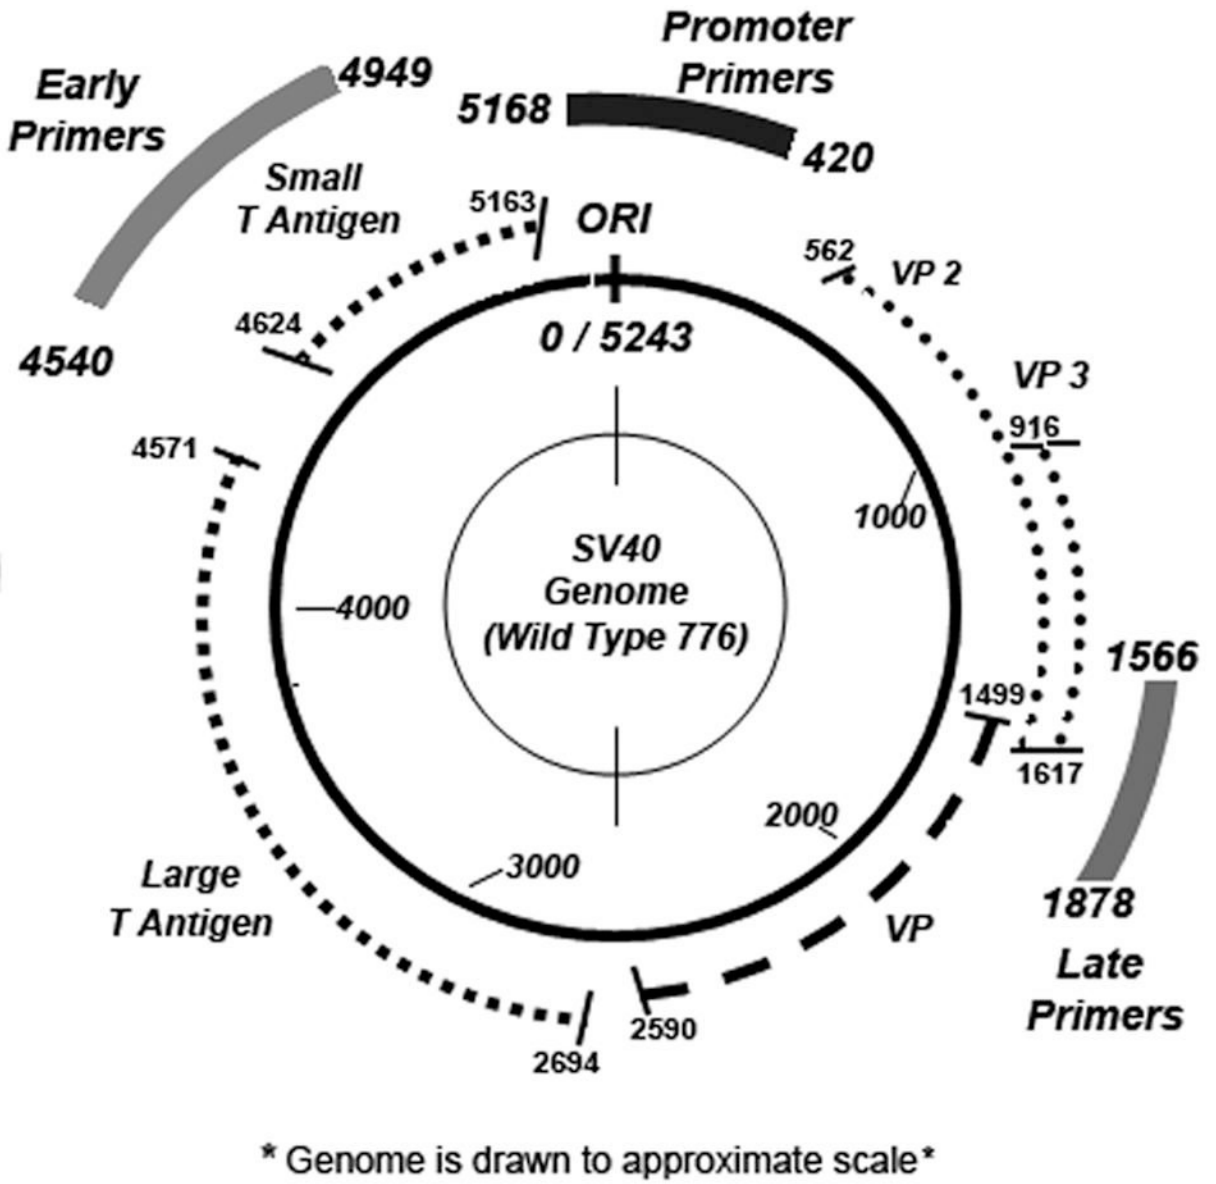 Promoter
Primers
Early
Primers
4949
5168
420
Small
T Antigen
5163
ORI
562
VP 2
4624
0 / 5243
4540
VP 3
916
4571
1000
SV40
Genome
(Wild Type 776)
4000
1566
1499
1617
2000
3000
Large
T Antigen
VP
1878
Late
Primers
2590
2694
* Genome is drawn to approximate scale*